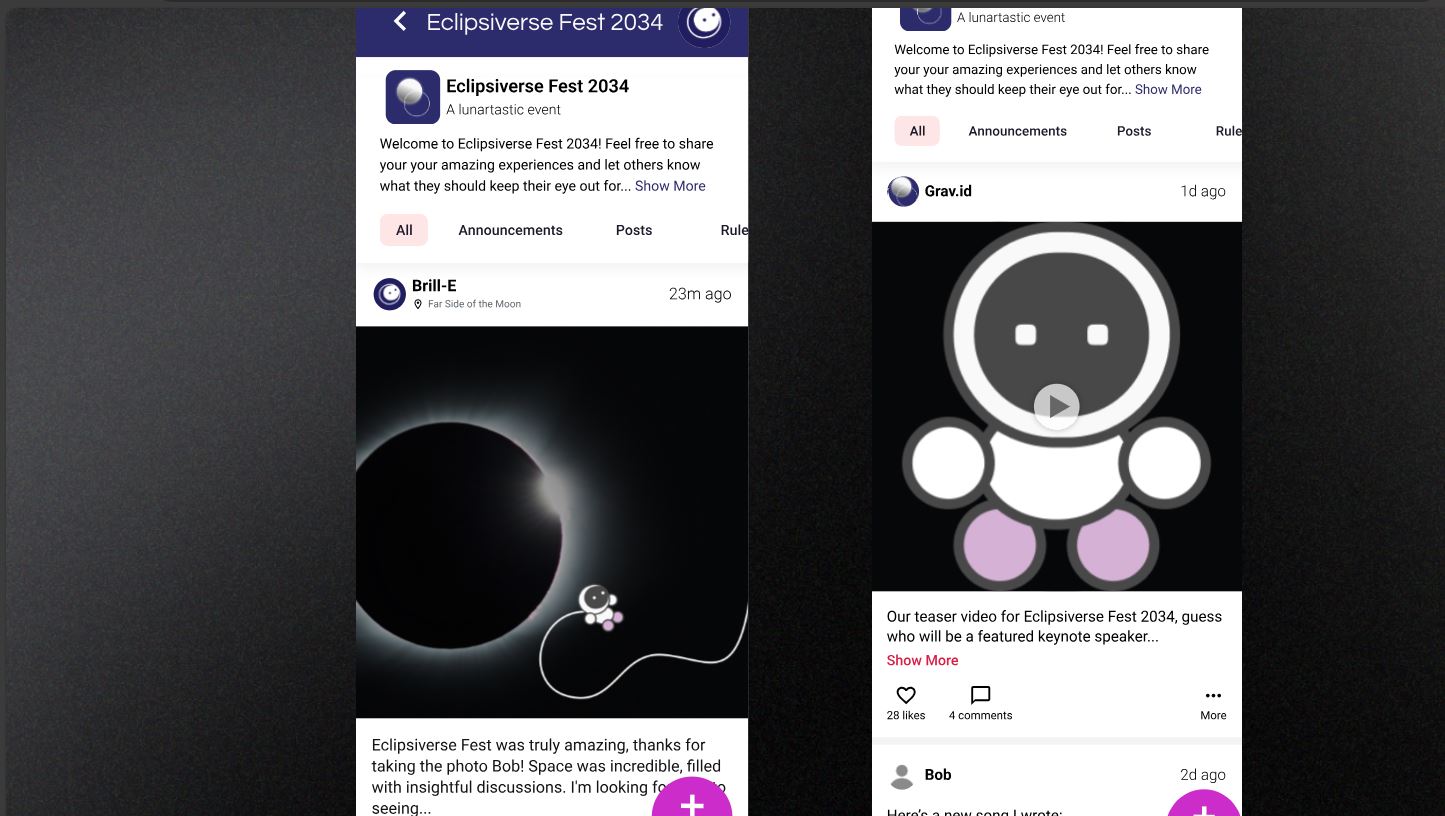 Eclipsiverse Fest 2034
Eclipsiverse Fest 2034
A lunartastic event
Welcome to Eclipsiverse Fest 2034! Feel free to share
your your amazing experiences and let others know
what they should keep their eye out for... Show More
All Announcements Posts Rule
Brill-E
Far Side of the Moon
23m ago
Eclipsiverse Fest was truly amazing, thanks for
taking the photo Bob! Space was incredible, filled
with insightful discussions. I'm looking
seeing...
A lunartastic event
Welcome to Eclipsiverse Fest 2034! Feel free to share
your your amazing experiences and let others know
what they should keep their eye out for... Show More
All Announcements Posts Rule
Grav.id 1d ago
Our teaser video for Eclipsiverse Fest 2034, guess
who will be a featured keynote speaker...
Show More
28 likes 4 comments More
Bob 2d ago
Here's a new song I wrote: